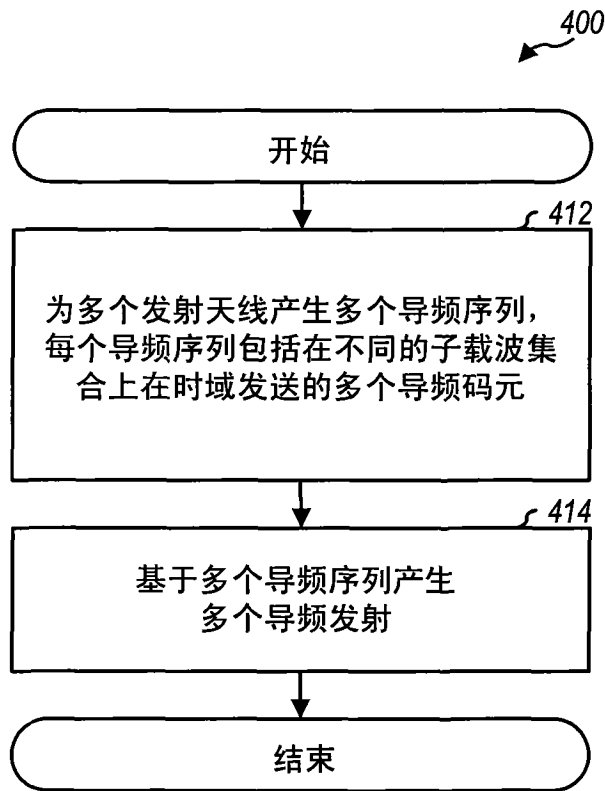 400
开始
412
为多个发射天线产生多个导频序列，
每个导频序列包括在不同的子载波集
合上在时域发送的多个导频码元
414
基于多个导频序列产生
多个导频发射
结束